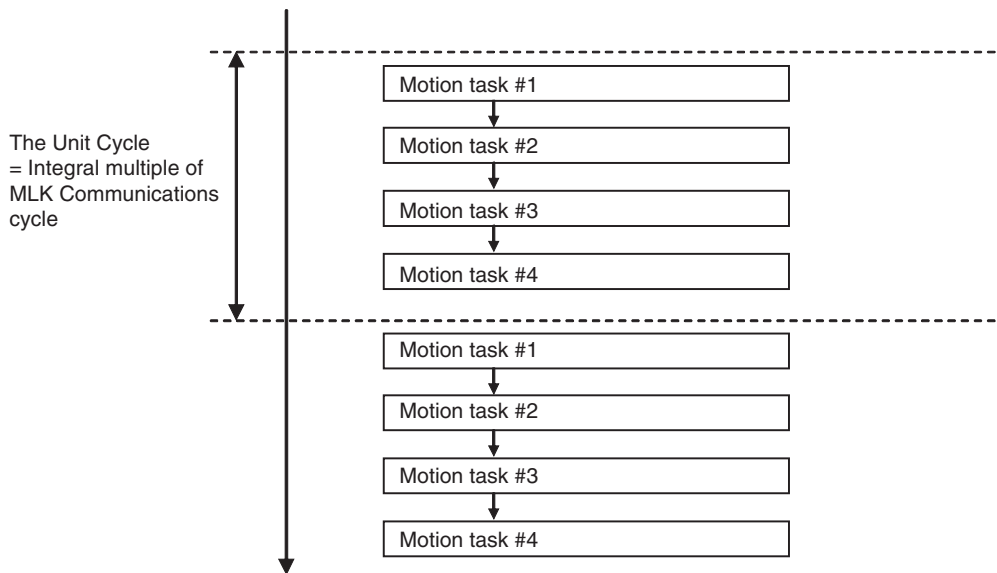 Motion task #1
Motion task #2
The Unit Cycle
= Integral multiple of
MLK Communications
cycle
Motion task #3
Motion task #4
Motion task #1
Motion task #2
Motion task #3
Motion task #4